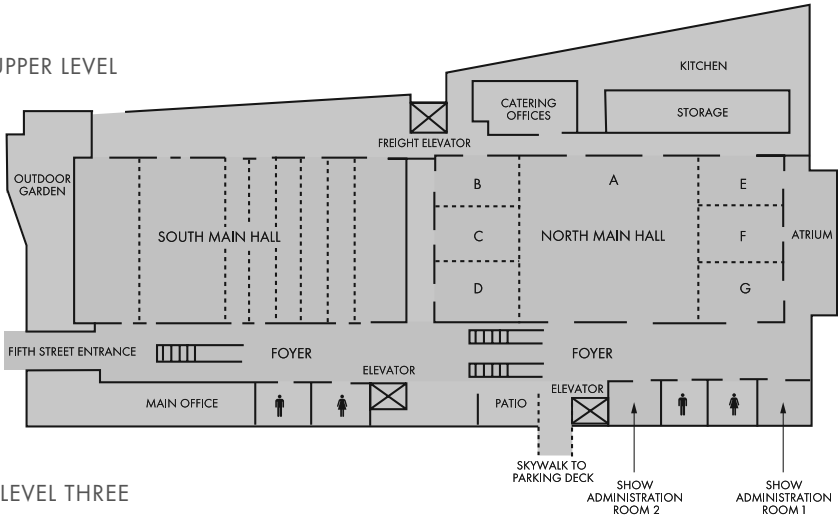 UPPER LEVEL
KITCHEN
CATERING
OFFICES
STORAGE
FREIGHT ELEVATOR
OUTDOOR
GARDEN
B
A
E
SOUTH MAIN HALL
C
NORTH MAIN HALL
F
ATRIUM
D
G
FIFTH STREET ENTRANCE
FOYER
FOYER
ELEVATOR
ELEVATOR
MAIN OFFICE
PATIO
SKYWALK TO
PARKING DECK
SHOW
ADMINISTRATION
ROOM 2
SHOW
ADMINISTRATION
ROOM 1
LEVEL THREE